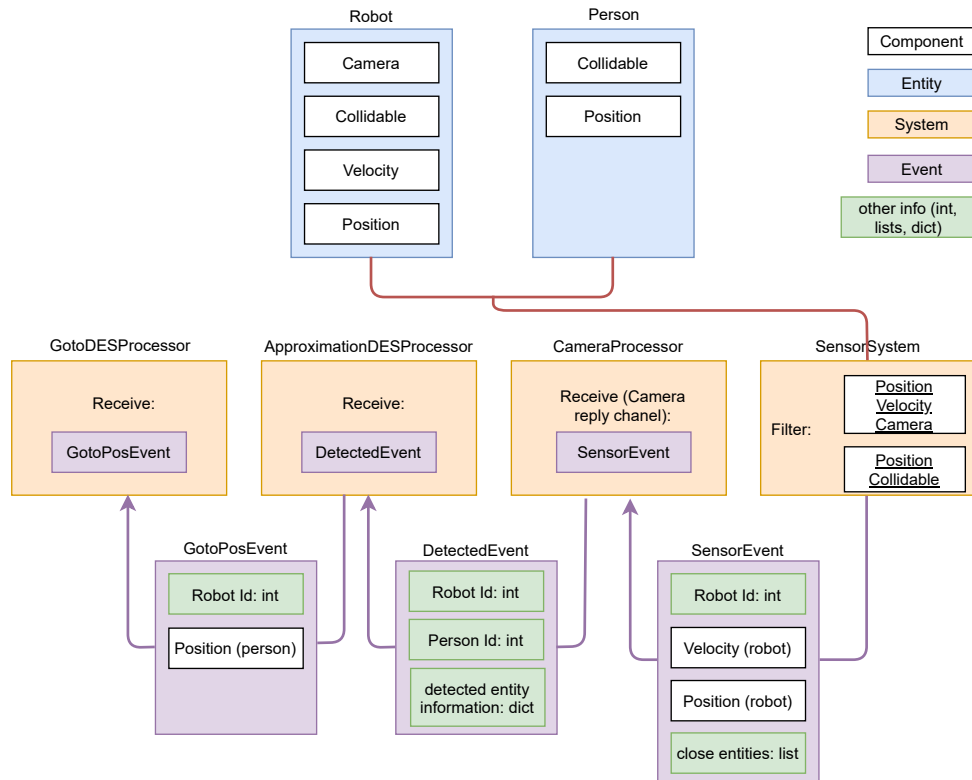 Robot
Person
Camera
Collidable
Velocity
Position
Collidable
Position
Component
Entity
System
Event
other info (int,
lists, dict)
GotoDESProcessor
Receive:
GotoPosEvent
ApproximationDESProcessor
Receive:
DetectedEvent
CameraProcessor
Receive (Camera
reply chanel):
SensorEvent
SensorSystem
Filter:
Position
Velocity
Camera
Position
Collidable
GotoPosEvent
Robot Id: int
Position (person)
DetectedEvent
Robot Id: int
Person Id: int
detected entity
information: dict
SensorEvent
Robot Id: int
Velocity (robot)
Position (robot)
close entities: list